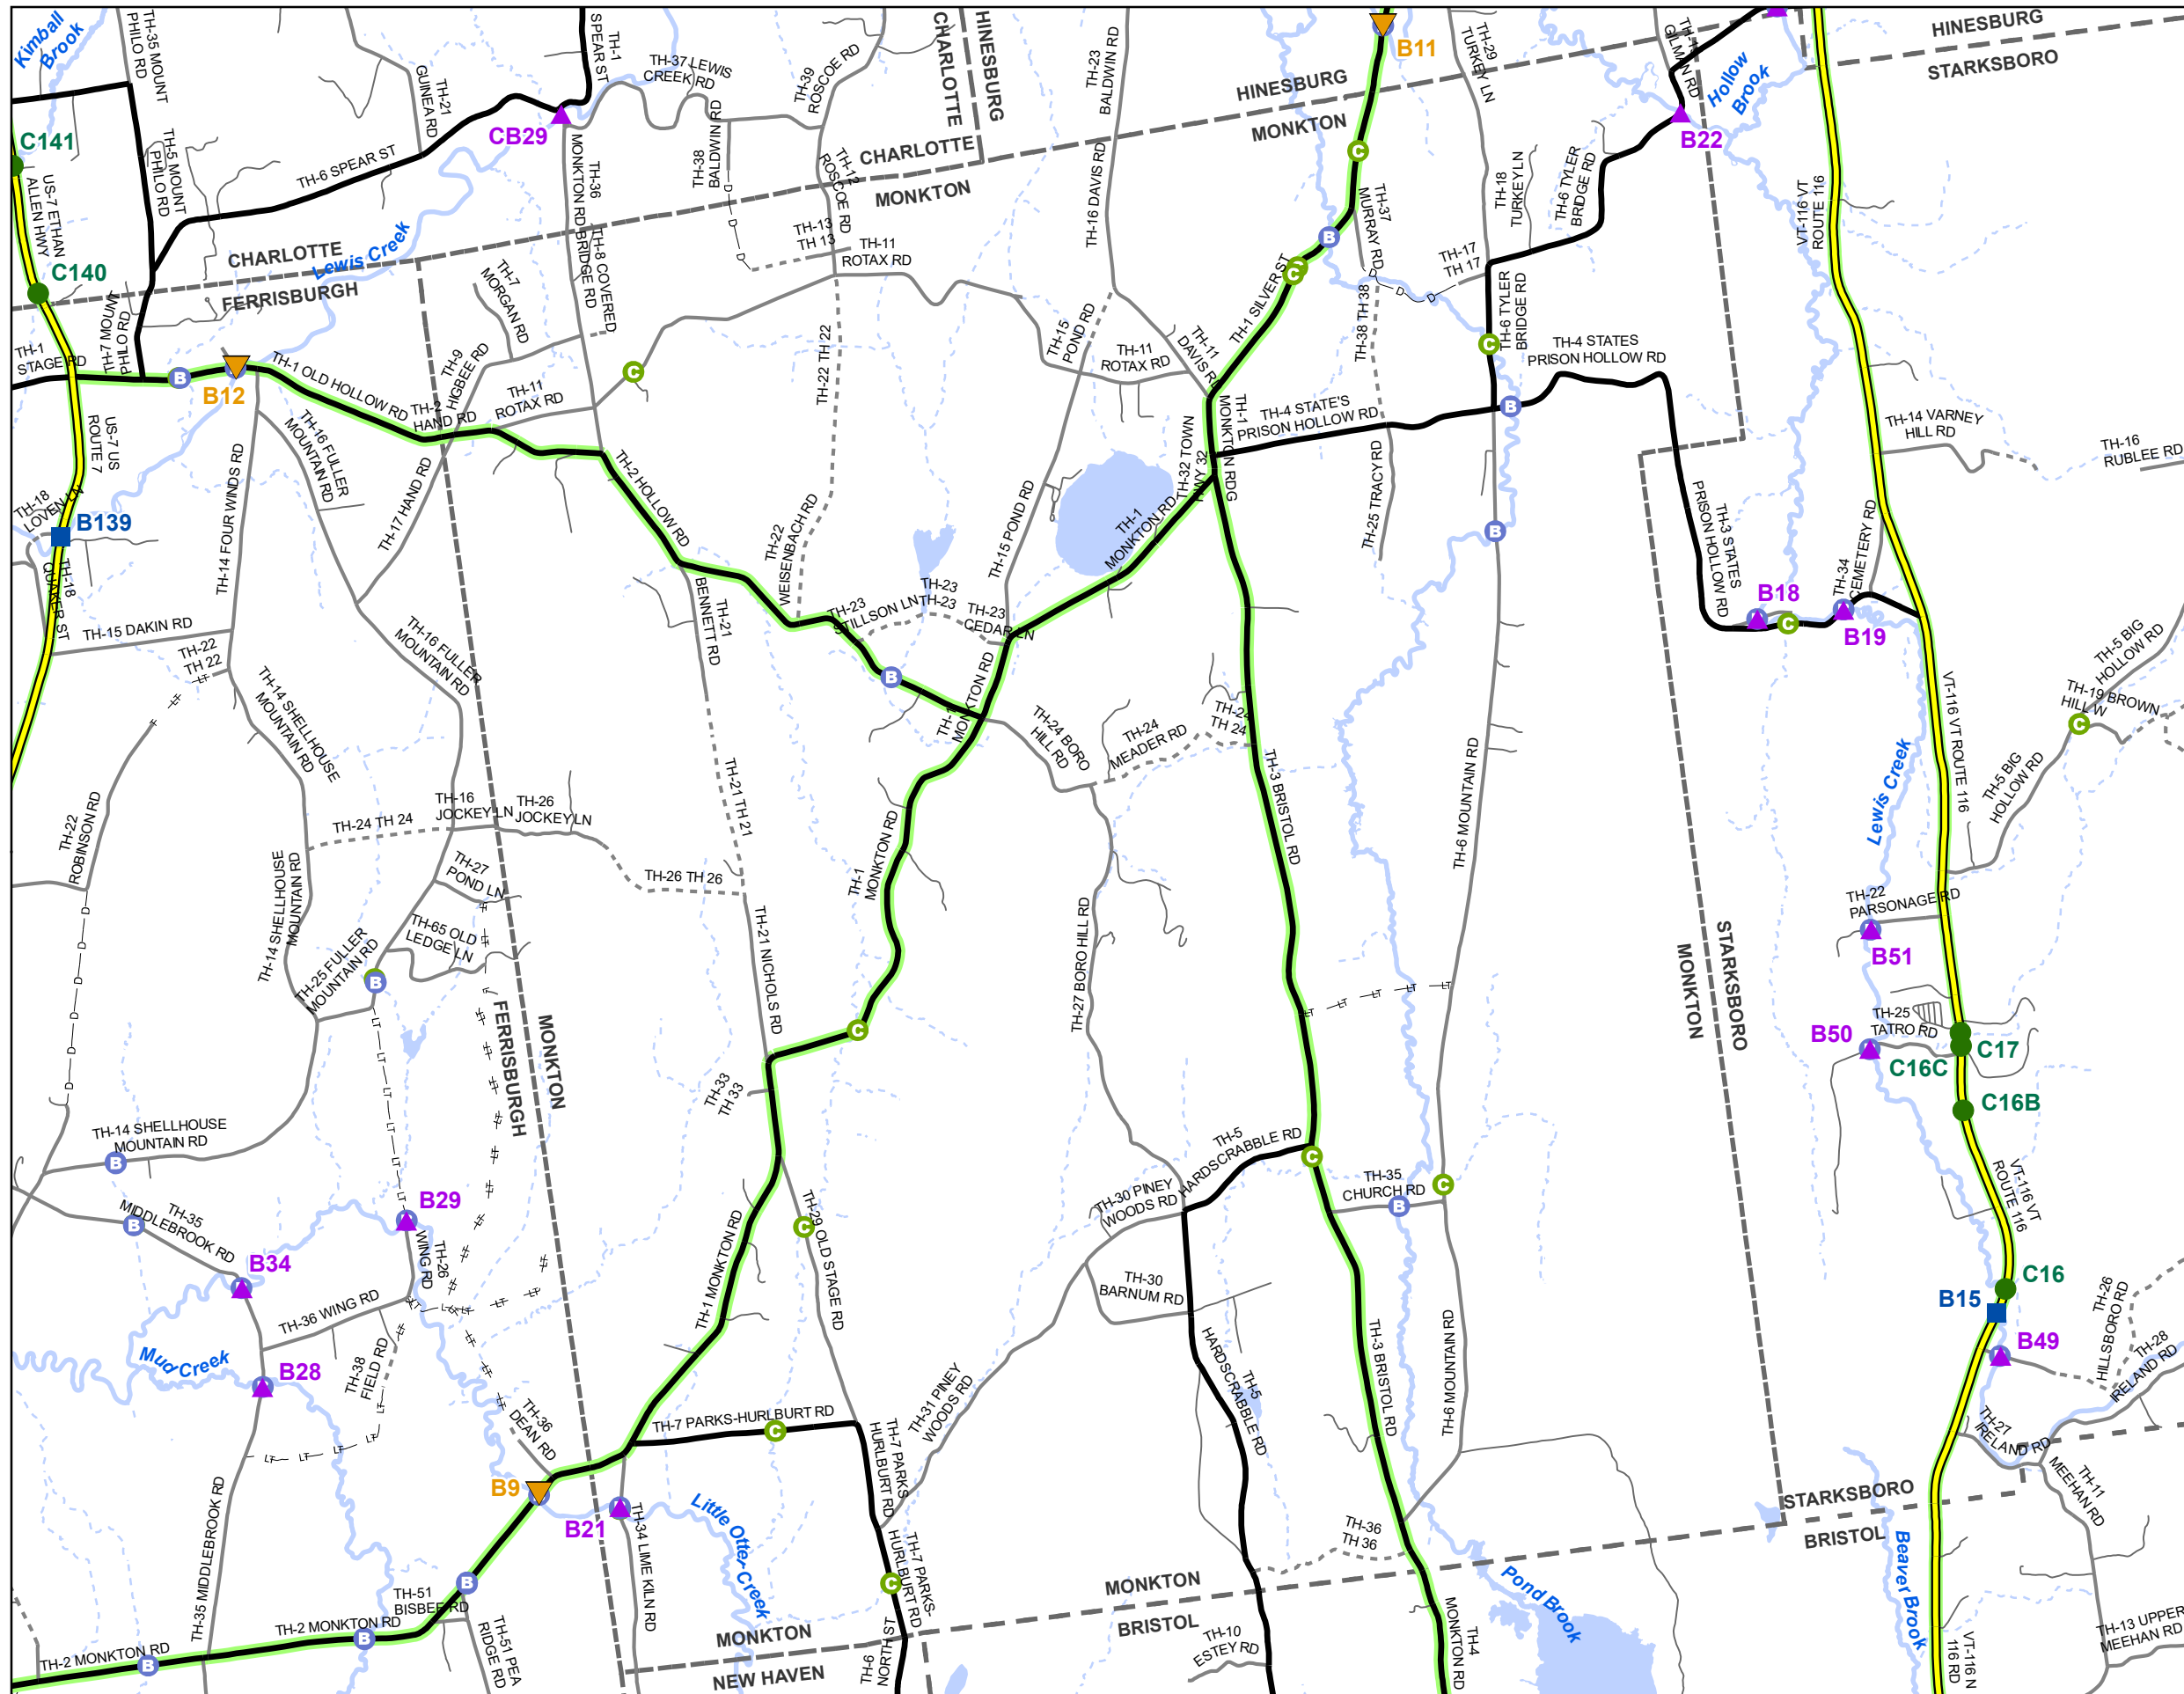 Kimball
Brook
TH-35 MOUNT
PHILO RD
TH-21
GUINEA RD
TH-1
SPEAR ST
TH-37 LEWIS
CREEK RD
TH-39
ROSCOE RD
CHARLOTTE
HINESBURG
TH-23
BALDWIN RD
B11
TH-29
TURKEY LN
HINESBURG
MONKTON
GILMAN RD
Hollow
Brook
HINESBURG
STARKSBORO
C141
US-7 ETHAN
ALLEN HWY
TH-5 MOUNT
PHILO RD
TH-6 SPEAR ST
CB29
TH-36
MONKTON RD
TH-38
BALDWIN RD
TH-12
ROSCOE RD
CHARLOTTE
MONKTON
TH-16 DAVIS RD
TH-37
MURRAY RD
TH-18
TURKEY LN
TH-6 TYLER
BRIDGE RD
B22
VT-116 VT
ROUTE 116
C140
CHARLOTTE
FERRISBURGH
Lewis Creek
TH-7
MORGAN RD
TH-8 COVERED
BRIDGE RD
TH-13
TH 13
TH-11
ROTAX RD
TH-1 SILVER ST
TH-17
TH 17
TH-38 TH 38
TH-6 TYLER
BRIDGE RD
TH-1
STAGE RD
TH-7 MOUNT
PHILO RD
B12
TH-1 OLD HOLLOW RD
TH-9
HIGBEE RD
TH-2
HAND RD
TH-11
ROTAX RD
TH-22 TH 22
TH-15
POND RD
TH-11
ROTAX RD
TH-11
DAVIS RD
TH-4 STATES
PRISON HOLLOW RD
TH-4 STATE'S
PRISON HOLLOW RD
TH-1
MONKTON RDG
TH-32 TOWN
HWY 32
TH-14 VARNEY
HILL RD
TH-16
RUBLEE RD
US-7 US
ROUTE 7
TH-18
LOVEN LN
B139
TH-18
QUAKER ST
TH-14 FOUR WINDS RD
TH-16 FULLER
MOUNTAIN RD
TH-17 HAND RD
TH-2 HOLLOW RD
TH-22
WEISENBACH RD
TH-15 POND RD
TH-1
MONKTON RD
TH-25 TRACY RD
TH-3 STATES
PRISON HOLLOW RD
B18
TH-34
CEMETERY RD
B19
TH-15 DAKIN RD
TH-22
TH 22
TH-16 FULLER
MOUNTAIN RD
TH-21
BENNETT RD
TH-23
STILLSON LN
TH-23
TH-23
TH-23
CEDAR LN
TH-1
MONKTON RD
TH-14 SHELLHOUSE
MOUNTAIN RD
TH-24 BORO
HILL RD
TH-24
MEADER RD
TH-24
TH 24
TH-5 BIG
HOLLOW RD
TH-19 BROWN
HILL W
VT-116 VT ROUTE 116
Lewis Creek
TH-5 BIG
HOLLOW RD
TH-22
ROBINSON RD
TH-24 TH 24
TH-16
JOCKEY LN
TH-26
JOCKEY LN
TH-21 TH 21
TH-26 TH 26
TH-1
MONKTON RD
TH-3 BRISTOL RD
TH-6 MOUNTAIN RD
TH-27
POND LN
TH-65 OLD
LEDGE LN
TH-14 SHELLHOUSE
MOUNTAIN RD
TH-25 FULLER
MOUNTAIN RD
TH-21 NICHOLS RD
TH-27 BORO HILL RD
STARKSBORO
MONKTON
TH-22
PARSONAGE RD
B51
TH-25
TATRO RD
B50
C17
C16C
C16B
FERRISBURGH
MONKTON
TH-33
TH 33
TH-14 SHELLHOUSE
MOUNTAIN RD
TH-5
HARDSCRABBLE RD
TH-30 PINEY
WOODS RD
TH-35
CHURCH RD
VT-116 VT
ROUTE 116
TH-35
MIDDLEBROOK RD
B29
TH-26
WING RD
B34
TH-29 OLD STAGE RD
TH-1 MONKTON RD
TH-30
BARNUM RD
C16
B15
B49
TH-26
HILLSBORO RD
TH-28
IRELAND RD
TH-36 WING RD
Mud Creek
B28
TH-38
FIELD RD
TH-5
HARDSCRABBLE RD
TH-3 BRISTOL RD
TH-6 MOUNTAIN RD
TH-31 PINEY
WOODS RD
TH-7 PARKS-HURLBURT RD
TH-7 PARKS
HURLBURT RD
TH-36
DEAN RD
B9
B21
TH-34 LIME KILN RD
Little Otter Creek
TH-7 PARKS-
HURLBURT RD
TH-27
IRELAND RD
TH-11
MEEHAN RD
STARKSBORO
BRISTOL
TH-36
TH 36
Pond Brook
Beaver Brook
TH-35 MIDDLEBROOK RD
TH-51
BISBEE RD
TH-2 MONKTON RD
TH-2 MONKTON RD
TH-51 PEA
RIDGE RD
MONKTON
NEW HAVEN
TH-6
NORTH ST
MONKTON
BRISTOL
TH-10
ESTEY RD
TH-4
MONKTON RD
VT-116 N
116 RD
TH-13 UPPER
MEEHAN RD